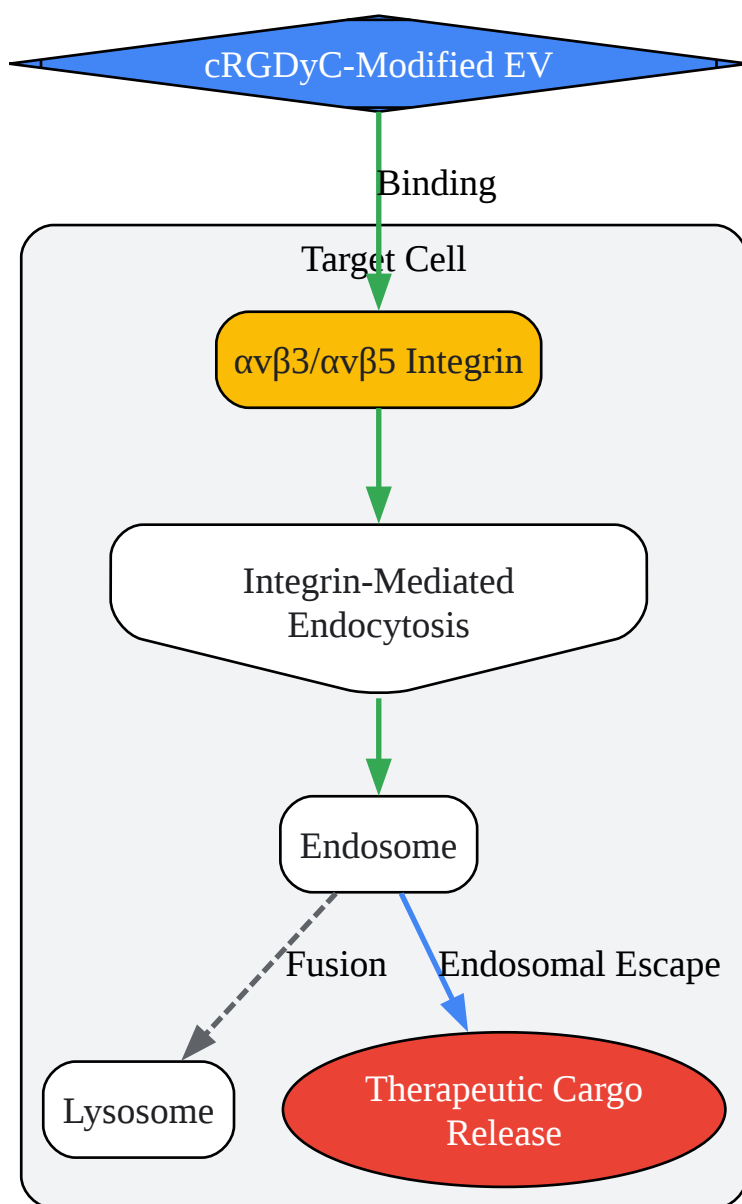 cRGDyC-Modified EV
Binding
Target Cell
αvβ3/αvβ5 Integrin
Integrin-Mediated
Endocytosis
Endosome
Fusion
Endosomal Escape
Lysosome
Therapeutic Cargo
Release